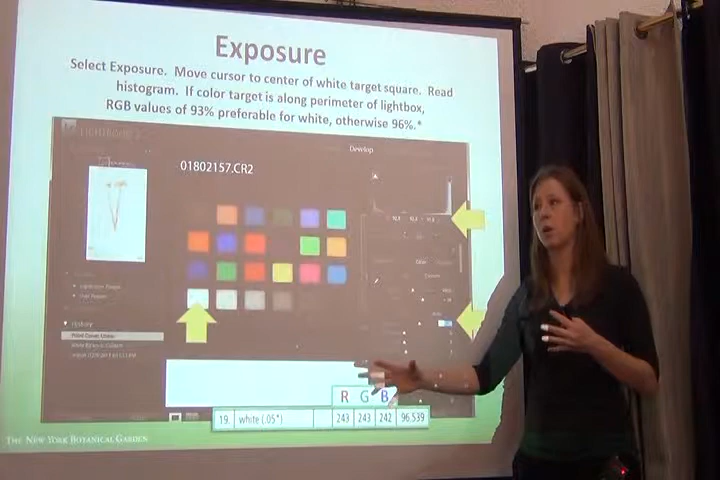 Exposure
Select Exposure. Move cursor to center of white target square. Read
histogram. If color target is along perimeter of lightbox,
RGB values of 93% preferable for white, otherwise 96%.*
Develop
01802157.CR2
History
R G B
19. white (.05*) 243 243 242 96.539
THE NEW YORK BOTANICAL GARDEN